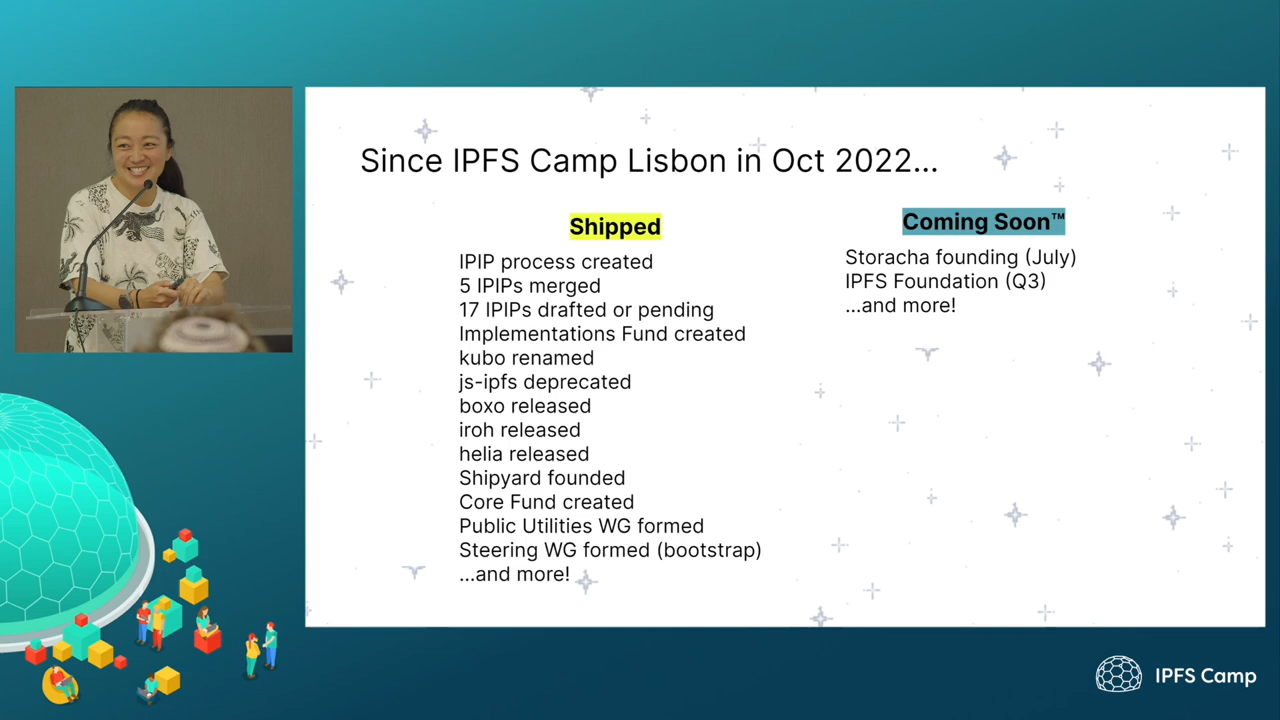 Since IPFS Camp Lisbon in Oct 2022...
Shipped
IPIP process created
5 IPIPs merged
17 IPIPs drafted or pending
Implementations Fund created
kubo renamed
js-ipfs deprecated
boxo released
iroh released
helia released
Shipyard founded
Core Fund created
Public Utilities WG formed
Steering WG formed (bootstrap)
...and more!
Coming Soon™
Storacha founding (July)
IPFS Foundation (Q3)
...and more!
IPFS Camp